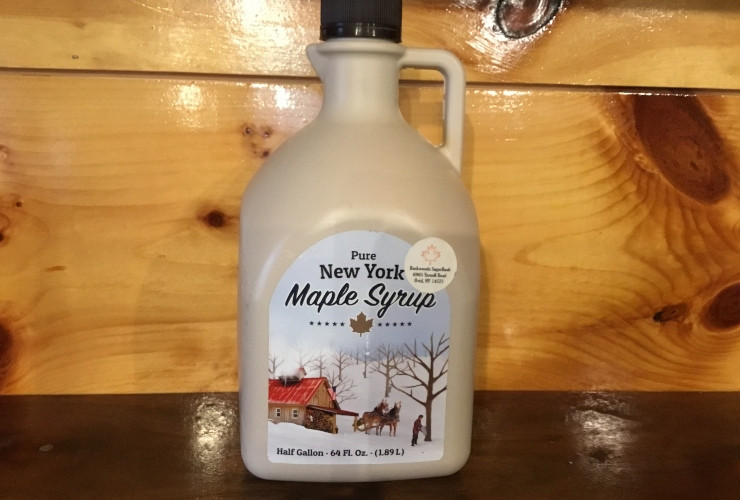 Pure
New York
Maple Syrup
Half Gallon - 64 Fl. Oz. - (1.89 L)